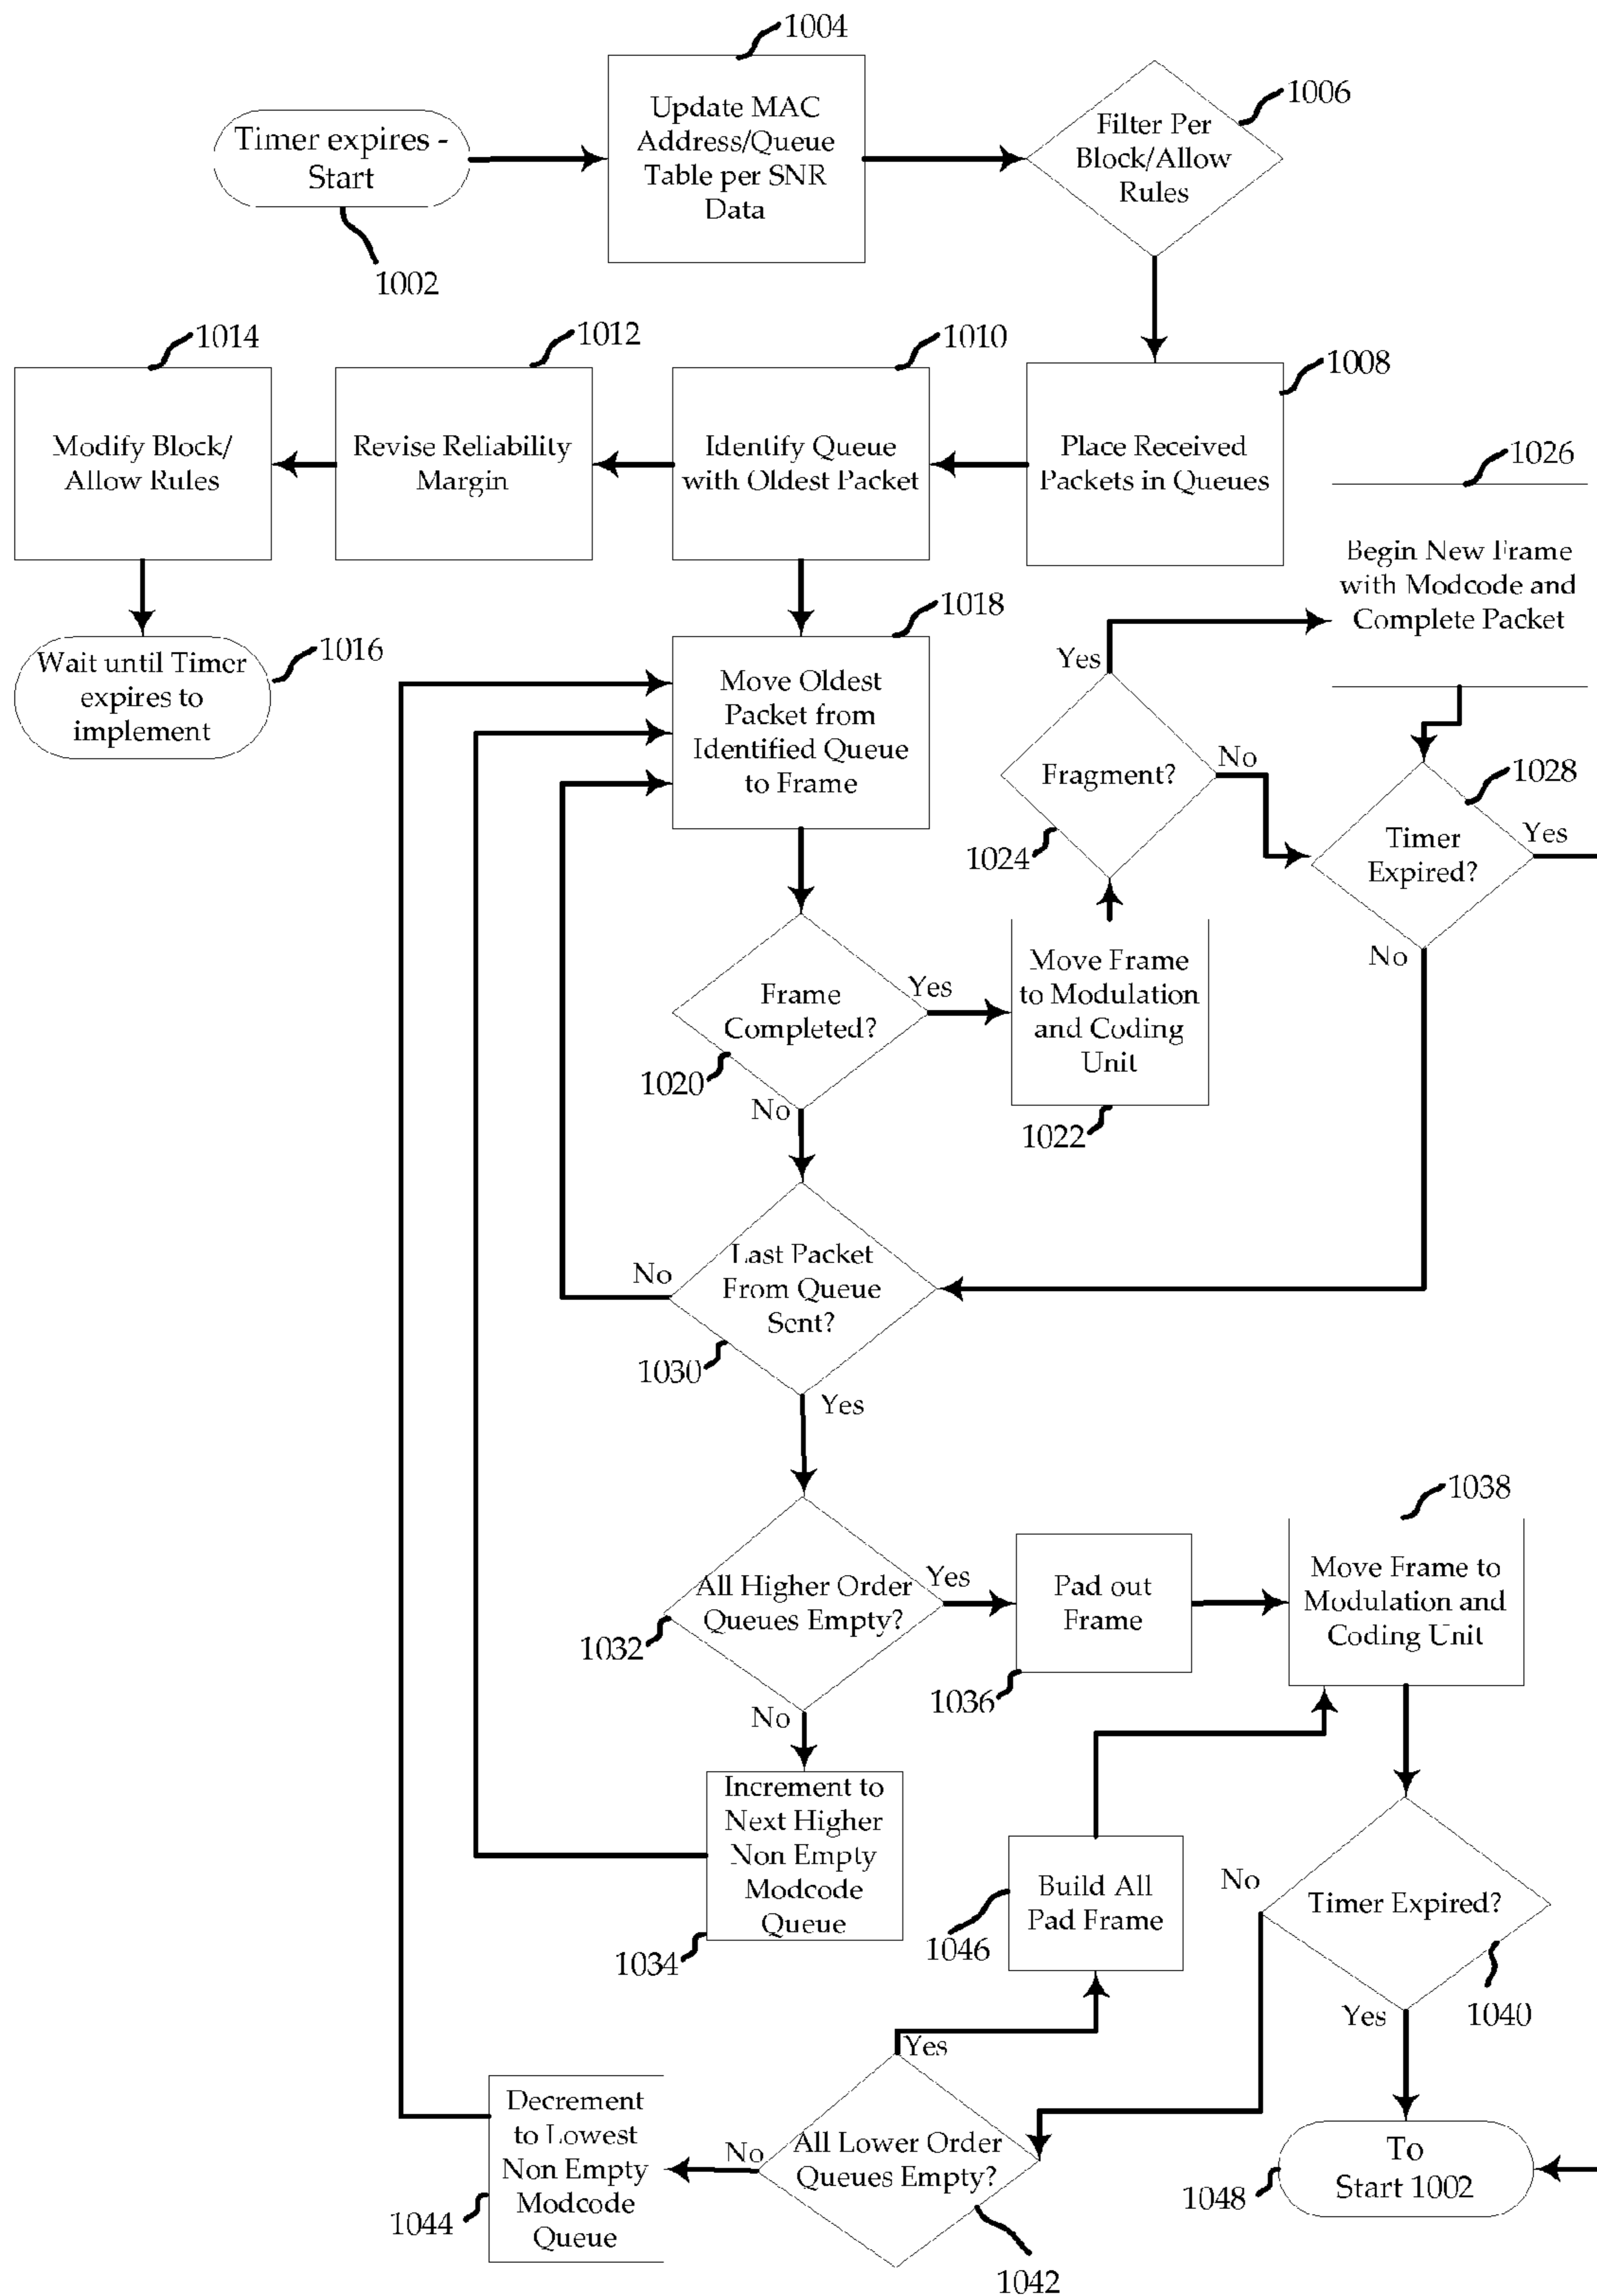 1004
Update MAC
Address/Queue
Table per SNR
Data
1006
Filter Per
Block/Allow
Rules
Timer expires -
Start
1002
1014
Modify Block/
Allow Rules
1012
Revise Reliability
Margin
1010
Identify Queue
with Oldest Packet
1008
Place Received
Packets in Queues
1026
Begin New Frame
with Modcode and
Complete Packet
Wait until Timer
expires to
implement
1016
1018
Move Oldest
Packet from
Identified Queue
to Frame
Yes
Fragment?
No
1024
1028
Timer
Expired?
Yes
No
Frame
Completed?
Yes
1020
No
Move Frame
to Modulation
and Coding
Unit
1022
Last Packet
From Queue
Sent?
No
1030
Yes
All Higher Order
Queues Empty?
Yes
1032
No
Pad out
Frame
1036
1038
Move Frame to
Modulation and
Coding Unit
Increment to
Next Higher
Non Empty
Modcode
Queue
1034
Build All
Pad Frame
1046
No
Timer Expired?
1040
Yes
Yes
All Lower Order
Queues Empty?
No
1042
Decrement
to Lowest
Non Empty
Modcode
Queue
1044
To
Start 1002
1048